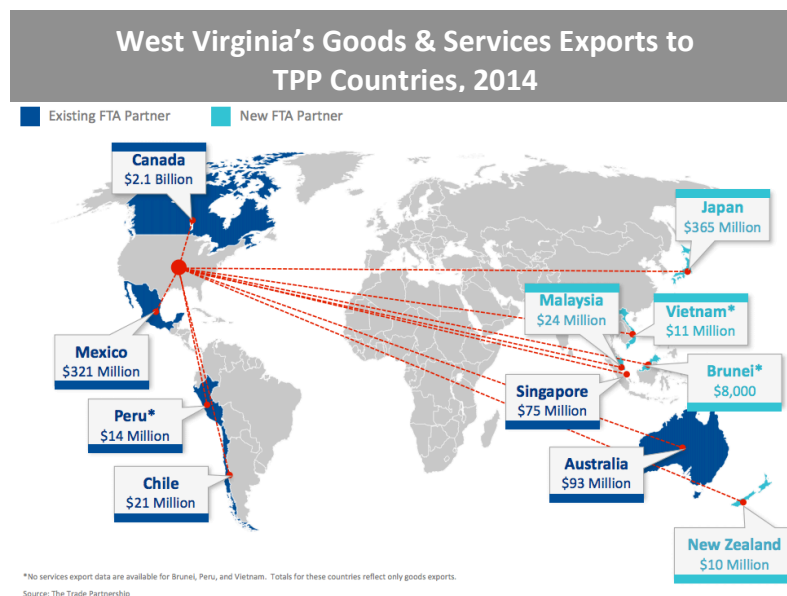 West Virginia's Goods & Services Exports to
TPP Countries, 2014
Existing FTA Partner
New FTA Partner
Canada
$2.1 Billion
Japan
$365 Million
Malaysia
$24 Million
Vietnam*
$11 Million
Mexico
$321 Million
Brunei*
$8,000
Singapore
$75 Million
Peru*
$14 Million
Australia
$93 Million
Chile
$21 Million
New Zealand
$10 Million
*No services export data are available for Brunei, Peru, and Vietnam. Totals for these countries reflect only goods exports.
Source: The Trade Partnership